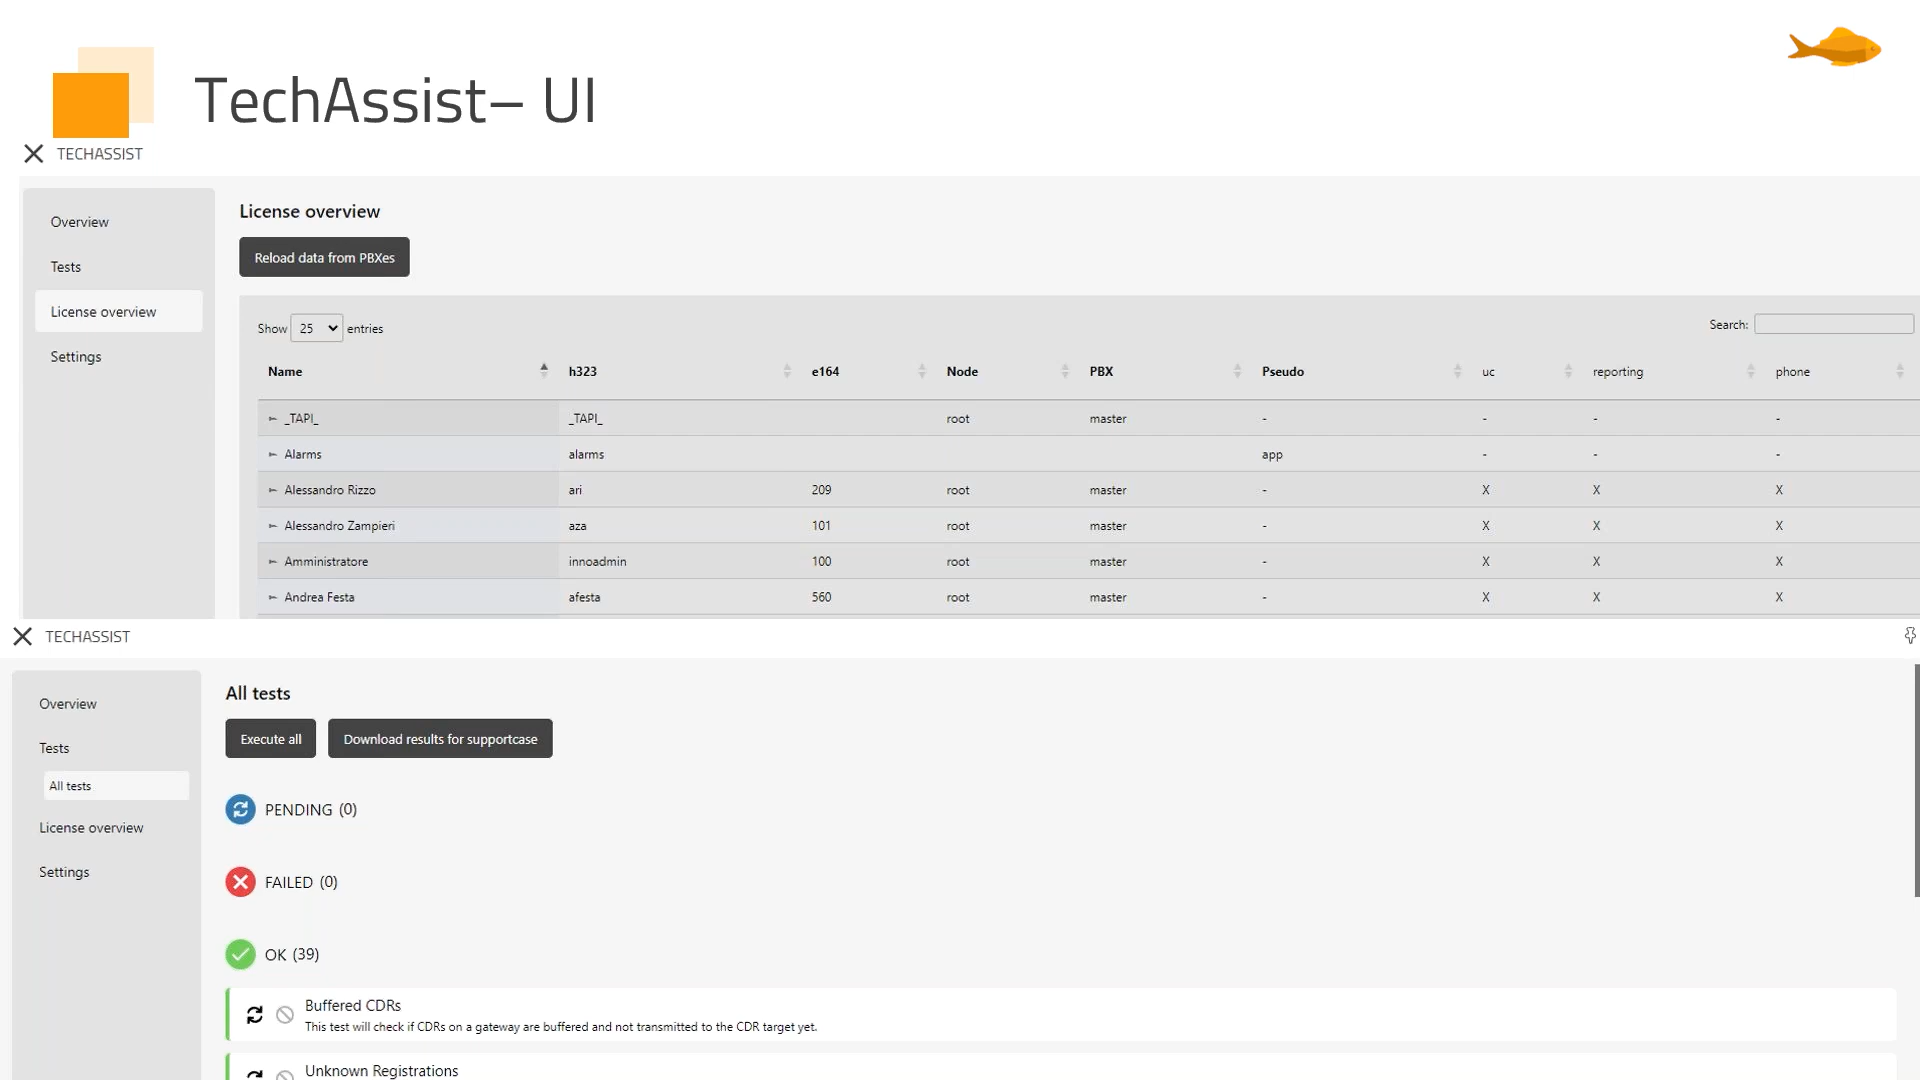 TechAssist– UI
TECHASSIST
Overview
Tests
License overview
Settings
License overview
Reload data from PBXes
Show 25 entries
Search:
Name h323 e164 Node PBX Pseudo uc reporting phone
_TAPI_ _TAPI_ root master - - - -
Alarms alarms app - - -
Alessandro Rizzo ari 209 root master - X X X
Alessandro Zampieri aza 101 root master - X X X
Amministratore innoadmin 100 root master - X X X
Andrea Festa afesta 560 root master - X X X
TECHASSIST
Overview
Tests
All tests
License overview
Settings
All tests
Execute all Download results for supportcase
PENDING (0)
FAILED (0)
OK (39)
Buffered CDRs
This test will check if CDRs on a gateway are buffered and not transmitted to the CDR target yet.
Unknown Registrations